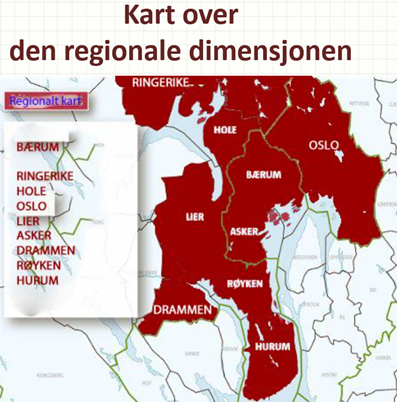 Kart over
den regionale dimensjonen
Regionalt kart
BÆRUM
RINGERIKE
HOLE
OSLO
LIER
ASKER
DRAMMEN
RØYKEN
HURUM
RINGERIKE
HOLE
OSLO
BÆRUM
LIER
ASKER
RØYKEN
DRAMMEN
HURUM